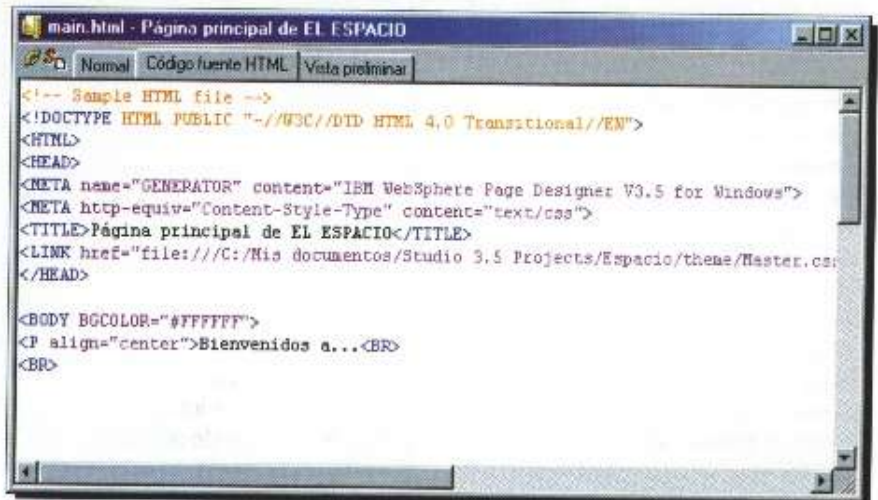 main.html - Página principal de EL ESPACIO
Normal Código fuente HTML Vista preliminar
<!-- Sample HTML file -->
<!DOCTYPE HTML PUBLIC "-//W3C//DTD HTML 4.0 Transitional//EN">
<HTML>
<HEAD>
<META name="GENERATOR" content="IBM WebSphere Page Designer V3.5 for Windows">
<META http-equiv="Content-Style-Type" content="text/css">
<TITLE>Página principal de EL ESPACIO</TITLE>
<LINK href="file:///C:/Mis documentos/Studio 3.5 Projects/Espacio/theme/Master.cs
</HEAD>
<BODY BGCOLOR="#FFFFFF">
<P align="center">Bienvenidos a...<BR>
<BR>